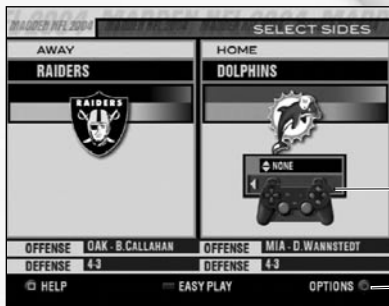 MADDEN NFL 2004
SELECT SIDES
AWAY
HOME
RAIDERS
DOLPHINS
RAIDERS
NONE
OFFENSE OAK - B.CALLAHAN
OFFENSE MIA - D.WANNSTEDT
DEFENSE 4-3
DEFENSE 4-3
HELP
EASY PLAY
OPTIONS